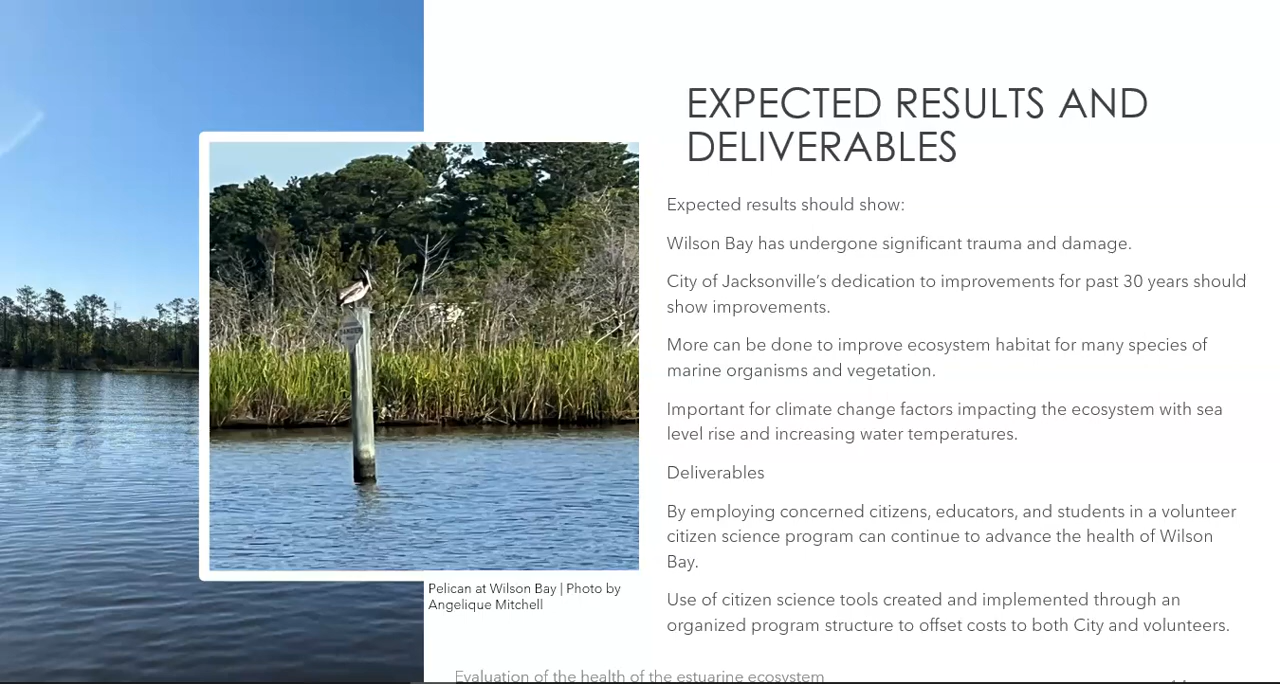 EXPECTED RESULTS AND
DELIVERABLES
Expected results should show:
Wilson Bay has undergone significant trauma and damage.
City of Jacksonville's dedication to improvements for past 30 years should
show improvements.
More can be done to improve ecosystem habitat for many species of
marine organisms and vegetation.
Important for climate change factors impacting the ecosystem with sea
level rise and increasing water temperatures.
Deliverables
By employing concerned citizens, educators, and students in a volunteer
citizen science program can continue to advance the health of Wilson
Bay.
Use of citizen science tools created and implemented through an
organized program structure to offset costs to both City and volunteers.
Pelican at Wilson Bay | Photo by
Angelique Mitchell
Evaluation of the health of the estuarine ecosystem